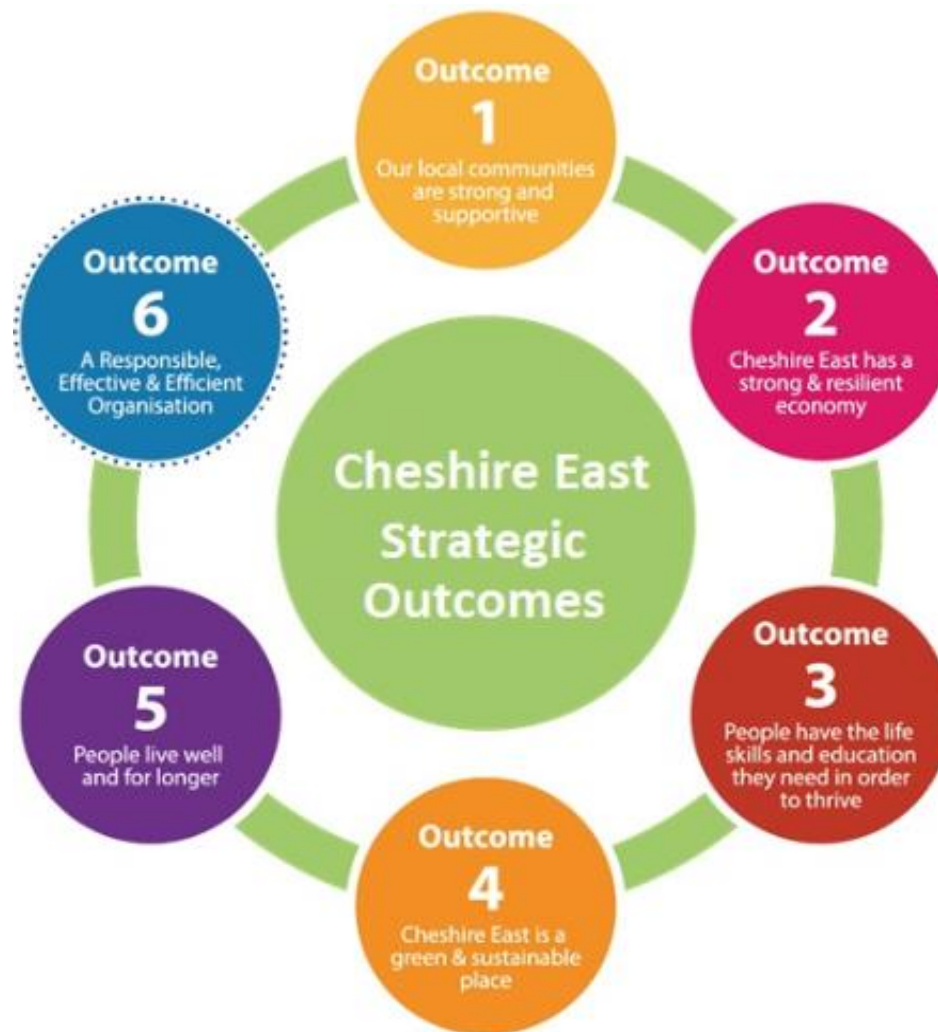 Outcome
1
Our local communities
are strong and
supportive
Outcome
2
Cheshire East has a
strong & resilient
economy
Outcome
3
People have the life
skills and education
they need in order
to thrive
Outcome
4
Cheshire East is a
green & sustainable
place
Outcome
5
People live well
and for longer
Outcome
6
A Responsible,
Effective & Efficient
Organisation
Cheshire East
Strategic
Outcomes